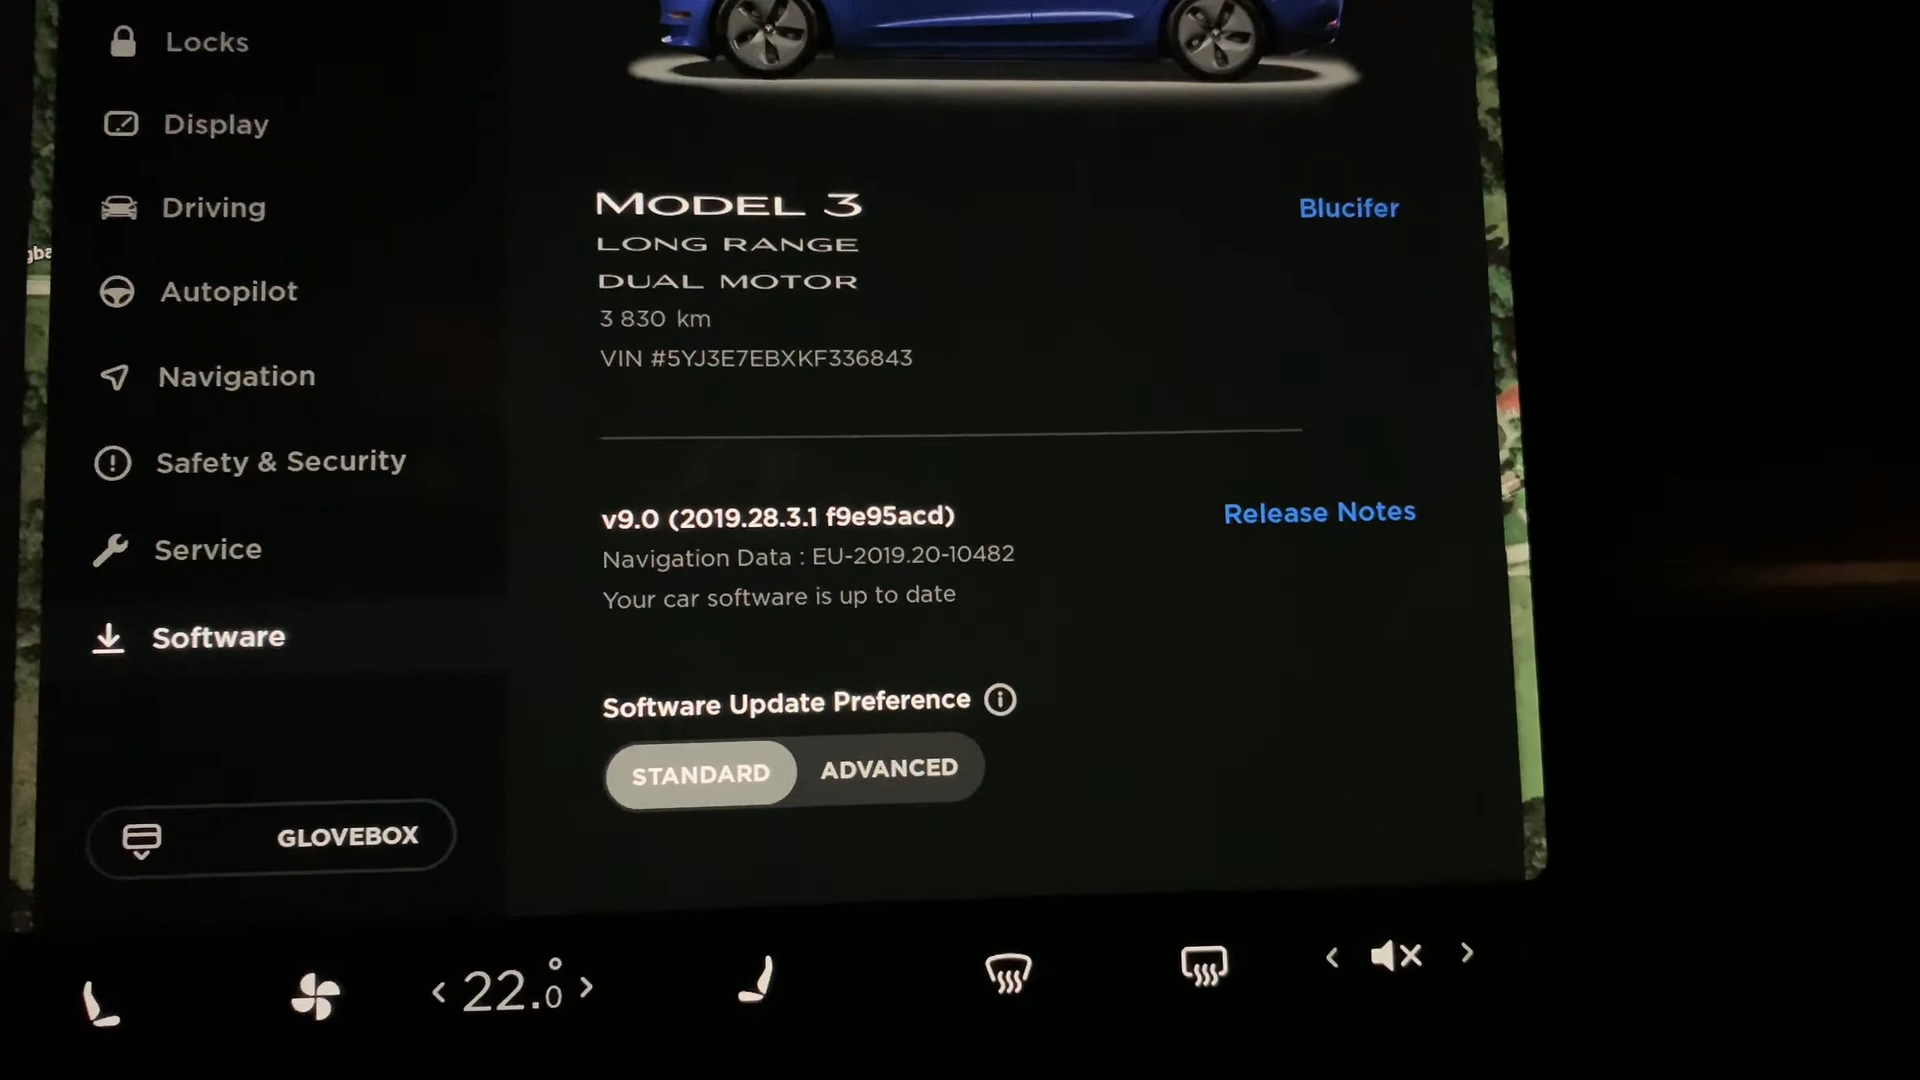 Locks
Display
Driving
gba
Autopilot
Navigation
Safety & Security
Service
Software
GLOVEBOX
MODEL 3
Blucifer
LONG RANGE
DUAL MOTOR
3 830 km
VIN #5YJ3E7EBXKF336843
v9.0 (2019.28.3.1 f9e95acd)
Release Notes
Navigation Data : EU-2019.20-10482
Your car software is up to date
Software Update Preference
STANDARD
ADVANCED
< 22.0° >
< >